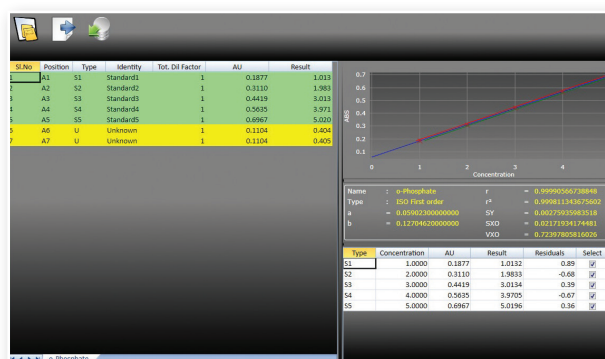 Sl.No Position Type Identity Tot. Dil Factor AU Result
1 A1 S1 Standard1 1 0.1877 1.013
2 A2 S2 Standard2 1 0.3110 1.983
3 A3 S3 Standard3 1 0.4419 3.013
4 A4 S4 Standard4 1 0.5635 3.971
5 A5 S5 Standard5 1 0.6967 5.020
6 A6 U Unknown 1 0.1104 0.404
7 A7 U Unknown 1 0.1104 0.405
0.7
0.6
0.5
0.4
0.3
0.2
0.1
ABS
0 1 2 3 4
Concentration
Name : o-Phosphate r = 0.99990566738848
Type : ISO First order r² = 0.999811343675602
a = 0.05902300000000 SY = 0.00275935983518
b = 0.12704620000000 SXO = 0.02171934174481
VXO = 0.72397805816026
Type Concentration AU Result Residuals Select
S1 1.0000 0.1877 1.0132 0.89
S2 2.0000 0.3110 1.9833 -0.68
S3 3.0000 0.4419 3.0134 0.39
S4 4.0000 0.5635 3.9705 -0.67
S5 5.0000 0.6967 5.0196 0.36
o-Phosphate